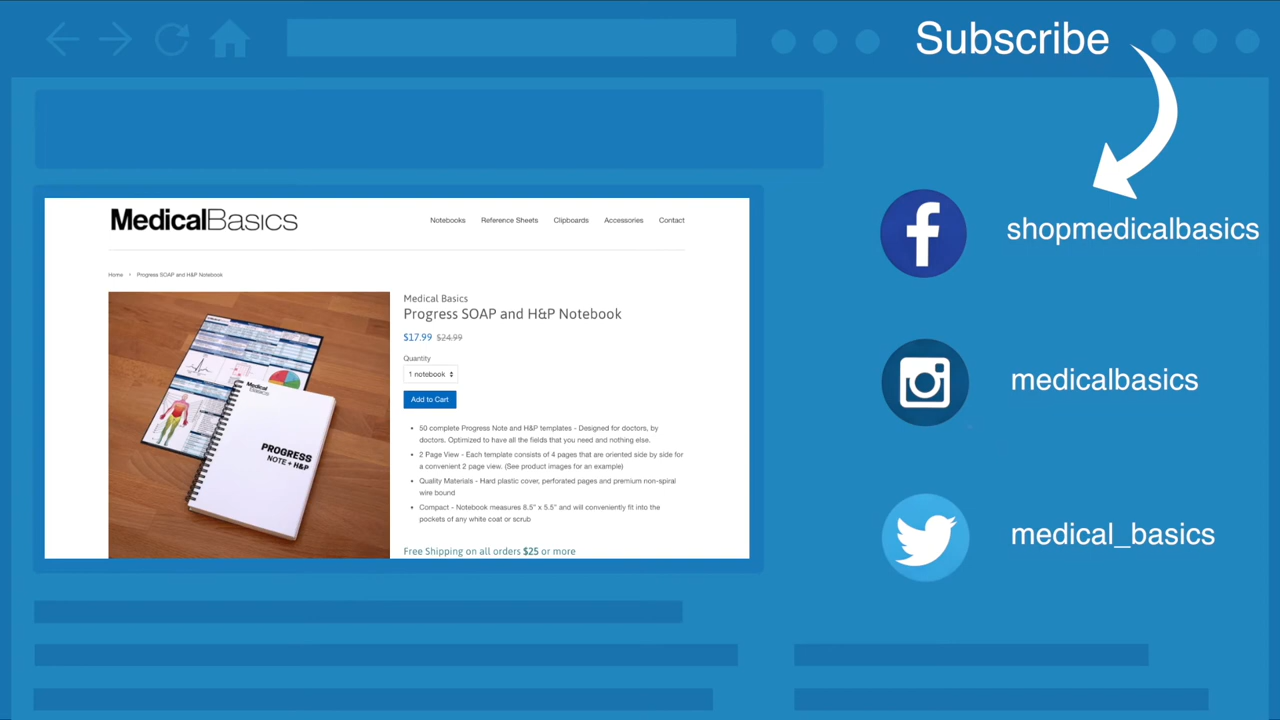 Subscribe
MedicalBasics
Notebooks Reference Sheets Clipboards Accessories Contact
Home › Progress SOAP and H&P Notebook
Medical Basics
Progress SOAP and H&P Notebook
$17.99 $24.99
Quantity
1 notebook
Add to Cart
• 50 complete Progress Note and H&P templates - Designed for doctors, by
doctors. Optimized to have all the fields that you need and nothing else.
• 2 Page View - Each template consists of 4 pages that are oriented side by side for
a convenient 2 page view. (See product images for an example)
• Quality Materials - Hard plastic cover, perforated pages and premium non-spiral
wire bound
• Compact - Notebook measures 8.5" x 5.5" and will conveniently fit into the
pockets of any white coat or scrub
Free Shipping on all orders $25 or more
Medical
Basics
PROGRESS
NOTE + H&P
shopmedicalbasics
medicalbasics
medical_basics